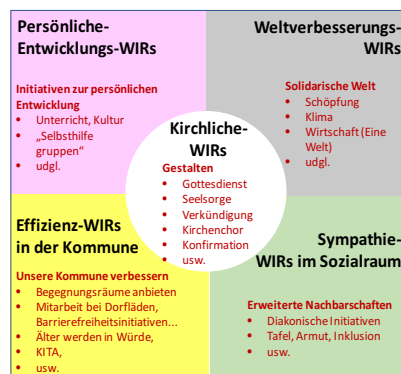 Persönliche-
Entwicklungs-WIRs
Initiativen zur persönlichen
Entwicklung
• Unterricht, Kultur
• „Selbsthilfe
gruppen“
• udgl.
Weltverbesserungs-
WIRs
Solidarische Welt
• Schöpfung
• Klima
• Wirtschaft (Eine
Welt)
• udgl.
Kirchliche-
WIRs
Gestalten
• Gottesdienst
• Seelsorge
• Verkündigung
• Kirchenchor
• Konfirmation
• usw.
Effizienz-WIRs
in der Kommune
Unsere Kommune verbessern
• Begegnungsräume anbieten
• Mitarbeit bei Dorfläden,
Barrierefreiheitsinitiativen...
• Älter werden in Würde,
• KITA,
• usw.
Sympathie-
WIRs im Sozialraum
Erweiterte Nachbarschaften
• Diakonische Initiativen
• Tafel, Armut, Inklusion
• usw.